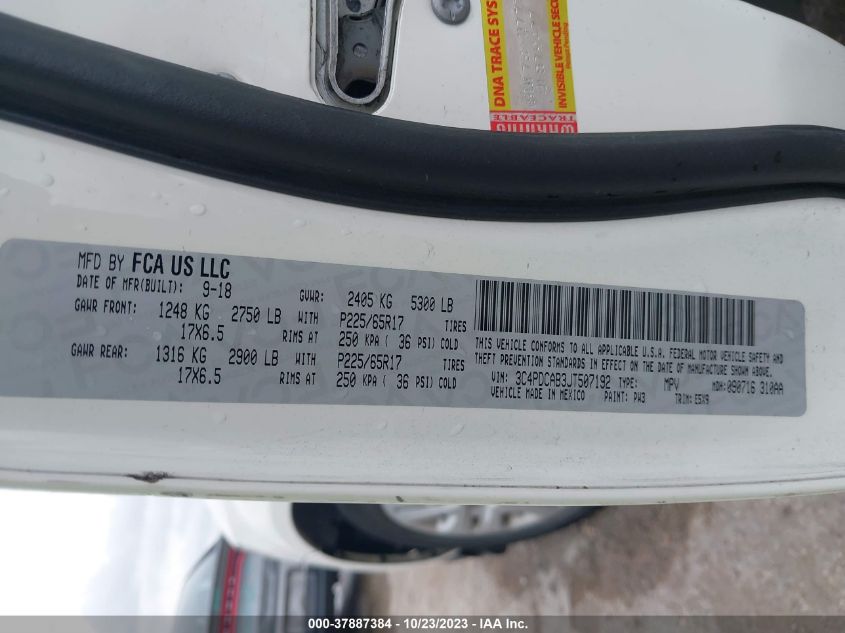 DNA TRACE SYS
INVISIBLE VEHICLE SEC
Patent Pending
WARNING
TRACEABLE
MFD BY FCA US LLC
DATE OF MFR(BUILT): 9-18 GVWR: 2405 KG 5300 LB
GAWR FRONT: 1248 KG 2750 LB WITH P225/65R17 TIRES
17X6.5 RIMS AT 250 KPA ( 36 PSI) COLD
GAWR REAR: 1316 KG 2900 LB WITH P225/65R17 TIRES
17X6.5 RIMS AT 250 KPA ( 36 PSI) COLD
THIS VEHICLE CONFORMS TO ALL APPLICABLE U.S.A. FEDERAL MOTOR VEHICLE SAFETY AND
THEFT PREVENTION STANDARDS IN EFFECT ON THE DATE OF MANUFACTURE SHOWN ABOVE.
VIN: 3C4PDCAB3JT507192 TYPE: MPV MDH: 090716 310AA
VEHICLE MADE IN MEXICO PAINT: PW3 TRIM: E5X9
000-37887384 - 10/23/2023 - IAA Inc.